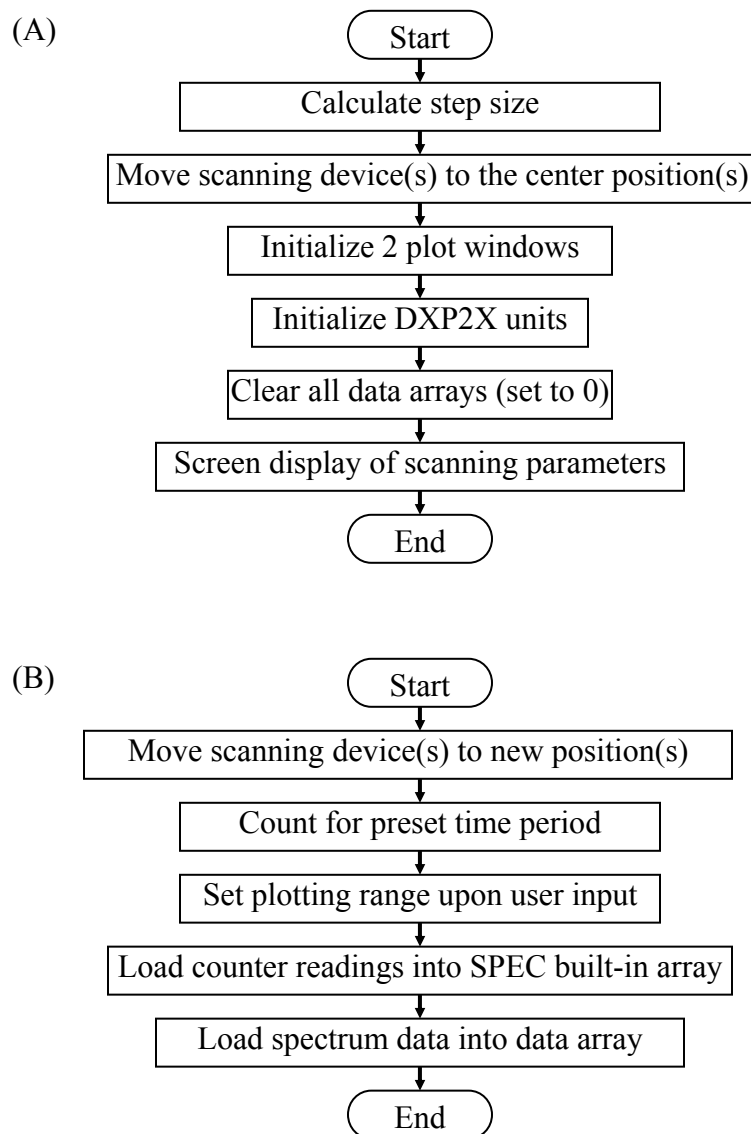 (A)
Start
Calculate step size
Move scanning device(s) to the center position(s)
Initialize 2 plot windows
Initialize DXP2X units
Clear all data arrays (set to 0)
Screen display of scanning parameters
End
(B)
Start
Move scanning device(s) to new position(s)
Count for preset time period
Set plotting range upon user input
Load counter readings into SPEC built-in array
Load spectrum data into data array
End